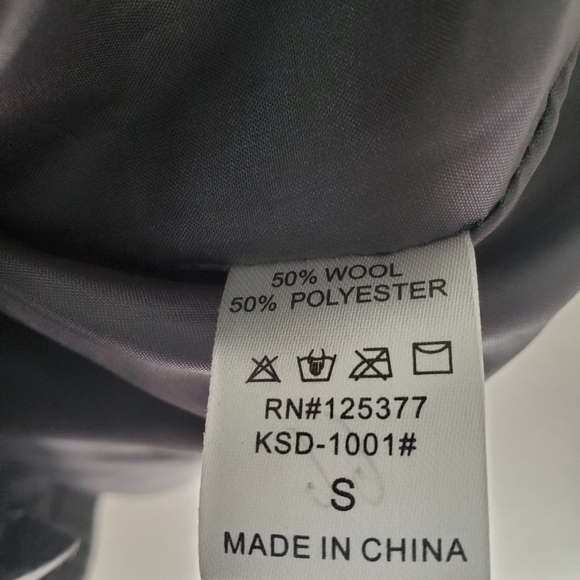 50% WOOL
50% POLYESTER
RN#125377
KSD-1001#
S
MADE IN CHINA